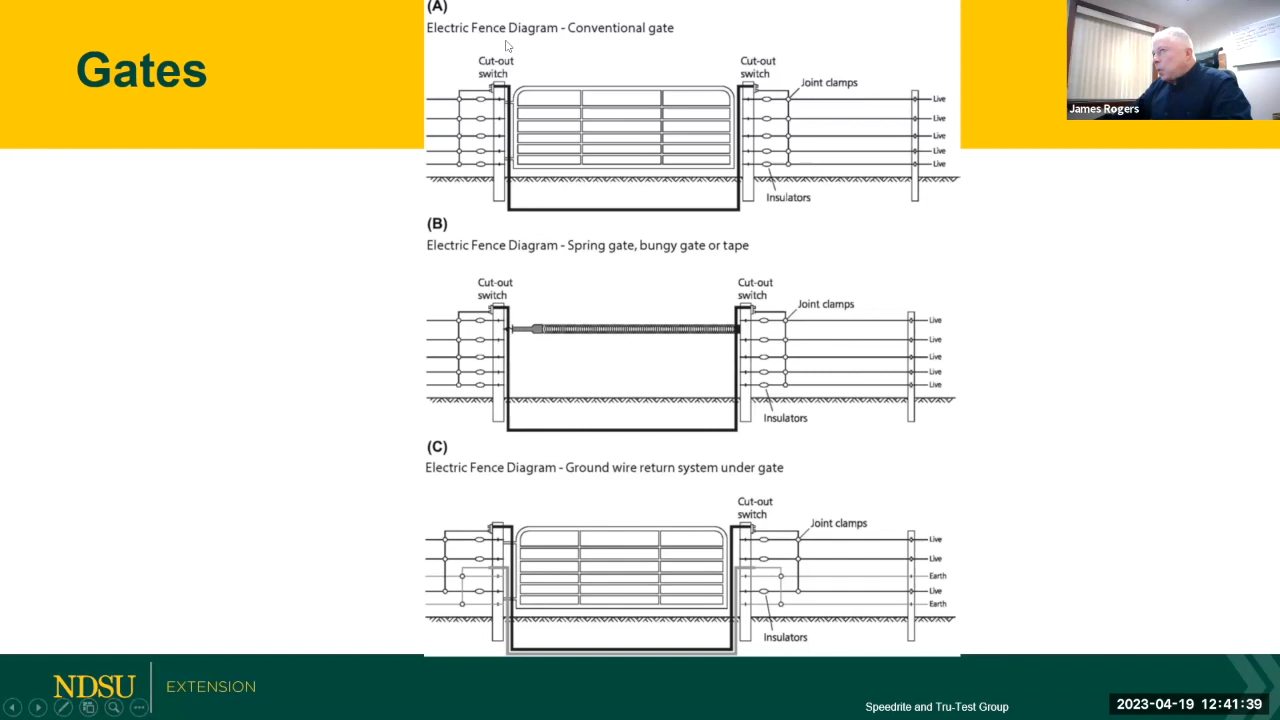 Gates
(A)
Electric Fence Diagram - Conventional gate
Cut-out
switch
Cut-out
switch
Joint clamps
Live
Live
Live
Live
Live
Insulators
(B)
Electric Fence Diagram - Spring gate, bungy gate or tape
Cut-out
switch
Cut-out
switch
Joint clamps
Live
Live
Live
Live
Live
Insulators
(C)
Electric Fence Diagram - Ground wire return system under gate
Cut-out
switch
Joint clamps
Live
Live
Earth
Live
Earth
Insulators
James Rogers
NDSU
EXTENSION
Speedrite and Tru-Test Group
2023-04-19 12:41:39